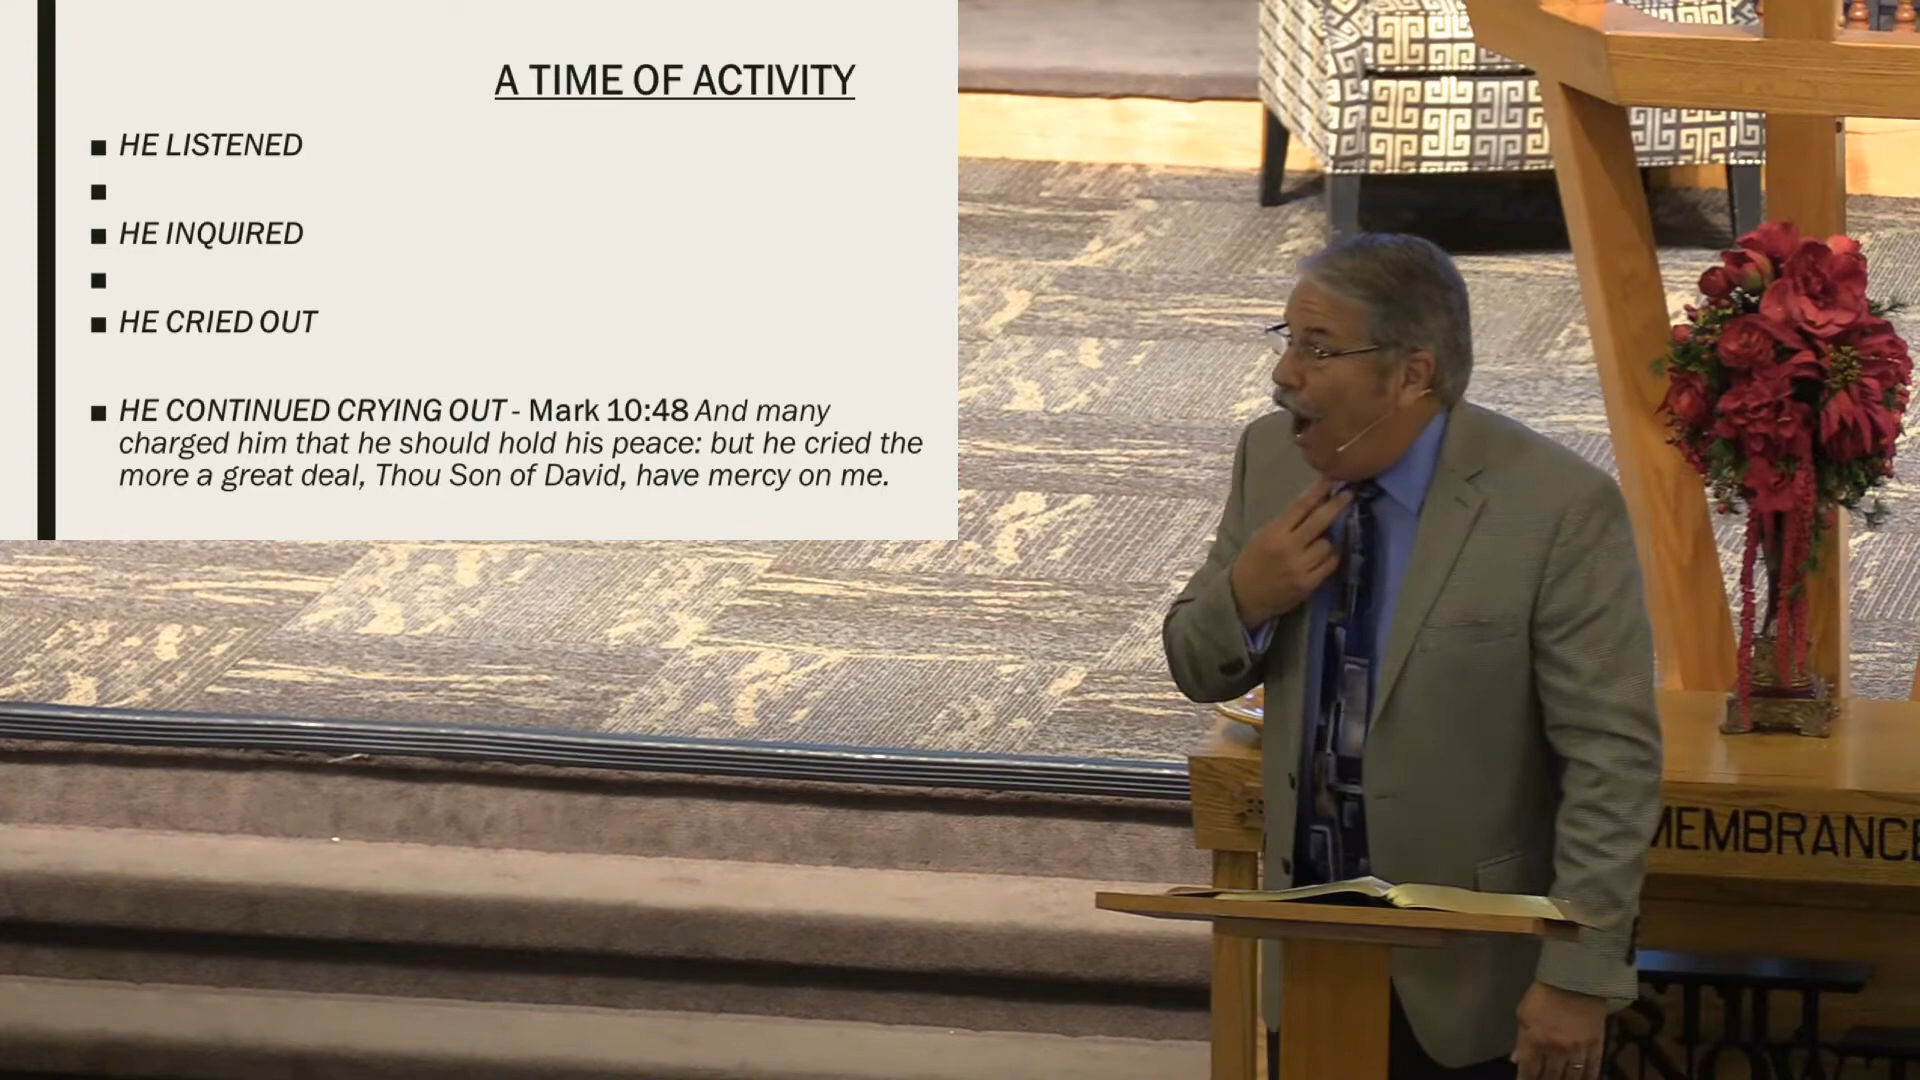 A TIME OF ACTIVITY
HE LISTENED
HE INQUIRED
HE CRIED OUT
HE CONTINUED CRYING OUT - Mark 10:48 And many
charged him that he should hold his peace: but he cried the
more a great deal, Thou Son of David, have mercy on me.
MEMBRANCE